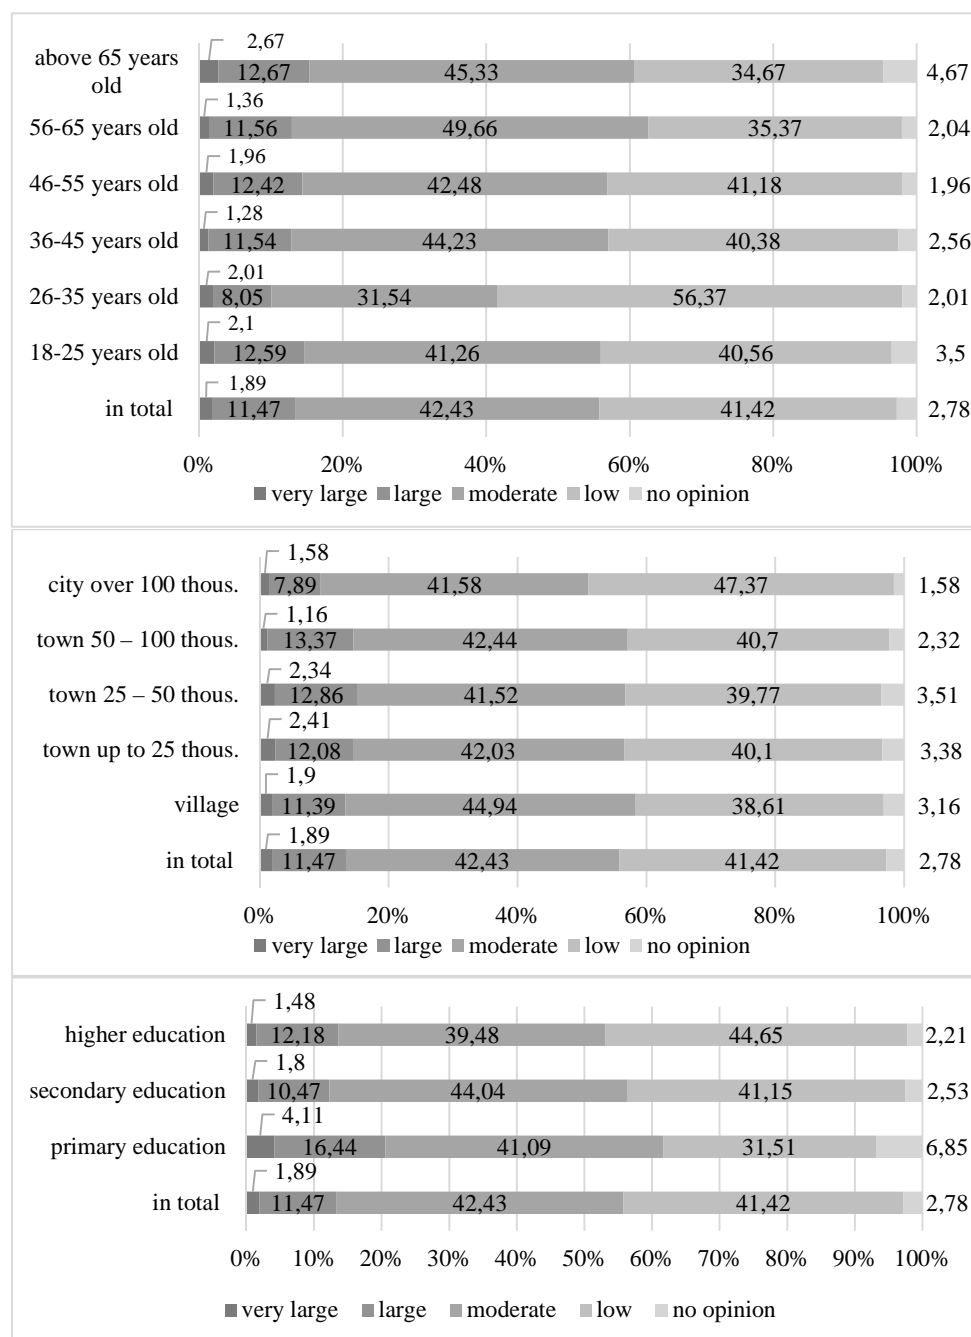 2,67
above 65 years old 12,67 45,33 34,67 4,67
1,36
56-65 years old 11,56 49,66 35,37 2,04
1,96
46-55 years old 12,42 42,48 41,18 1,96
1,28
36-45 years old 11,54 44,23 40,38 2,56
2,01
26-35 years old 8,05 31,54 56,37 2,01
2,1
18-25 years old 12,59 41,26 40,56 3,5
1,89
in total 11,47 42,43 41,42 2,78
0% 20% 40% 60% 80% 100%
very large large moderate low no opinion
1,58
city over 100 thous. 7,89 41,58 47,37 1,58
1,16
town 50 – 100 thous. 13,37 42,44 40,7 2,32
2,34
town 25 – 50 thous. 12,86 41,52 39,77 3,51
2,41
town up to 25 thous. 12,08 42,03 40,1 3,38
1,9
village 11,39 44,94 38,61 3,16
1,89
in total 11,47 42,43 41,42 2,78
0% 20% 40% 60% 80% 100%
very large large moderate low no opinion
1,48
higher education 12,18 39,48 44,65 2,21
1,8
secondary education 10,47 44,04 41,15 2,53
4,11
primary education 16,44 41,09 31,51 6,85
1,89
in total 11,47 42,43 41,42 2,78
0% 10% 20% 30% 40% 50% 60% 70% 80% 90% 100%
very large large moderate low no opinion